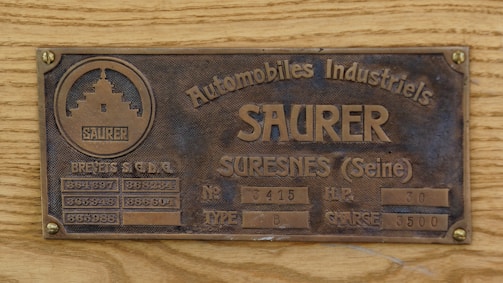 Automobiles Industriels
SAURER
SAURER
SURESNES (Seine)
BREVETS S.G.D.G.
No 3415 H.P. 30
TYPE B CHARGE 3500